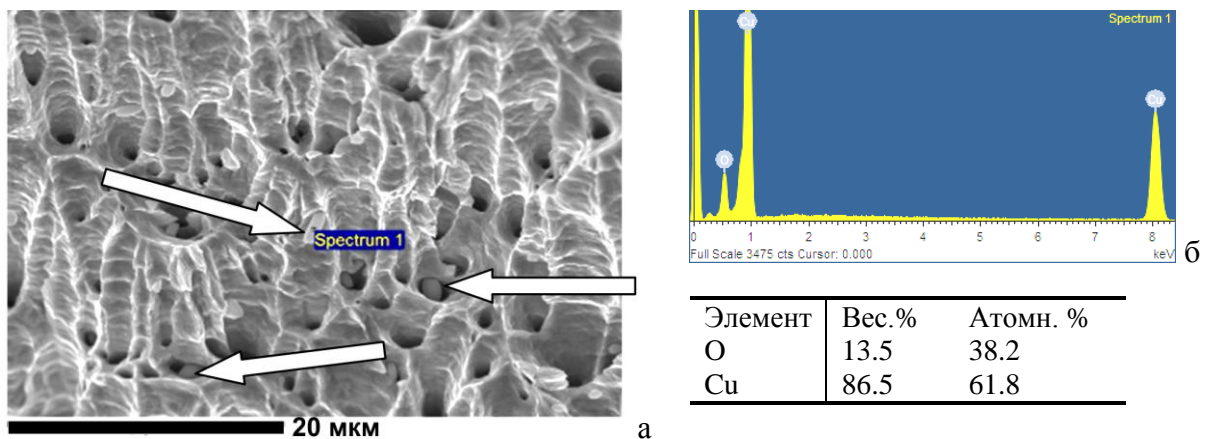 Spectrum 1
20 мкм
а
Spectrum 1
Cu
O
Cu
0 1 2 3 4 5 6 7 8
Full Scale 3475 cts Cursor: 0.000 keV
б
Элемент Вес.% Атомн. %
O 13.5 38.2
Cu 86.5 61.8